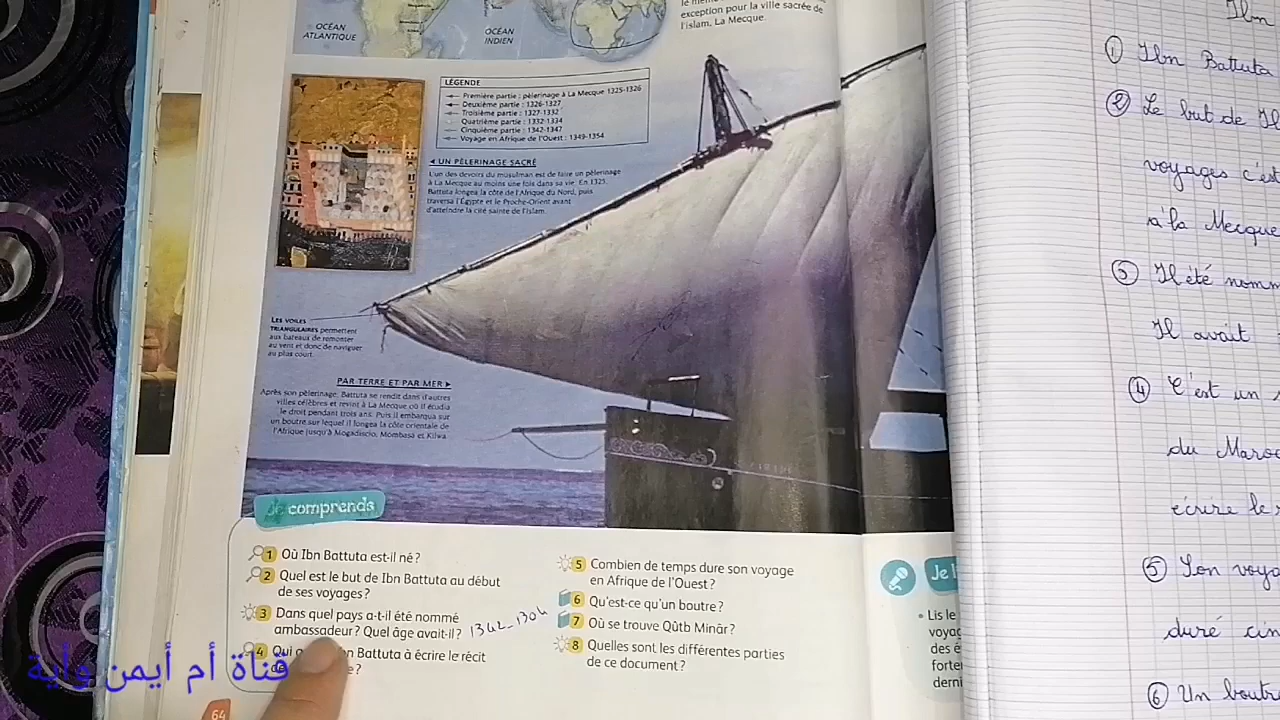 OCÉAN
ATLANTIQUE
OCÉAN
INDIEN
exception pour la ville sacrée de
l'islam, La Mecque.
LÉGENDE
Première partie : pèlerinage à La Mecque 1325-1326
Deuxième partie : 1326-1327
Troisième partie : 1327-1332
Quatrième partie : 1332-1334
Cinquième partie : 1342-1347
Voyage en Afrique de l'Ouest : 1349-1354
UN PÈLERINAGE SACRÉ
L'un des devoirs du musulman est de faire un pèlerinage
à La Mecque au moins une fois dans sa vie. En 1325,
Battuta longea la côte de l'Afrique du Nord, puis
traversa l'Égypte et le Proche-Orient avant
d'atteindre la cité sainte de l'islam.
LES VOILES
TRIANGULAIRES permettent
aux bateaux de remonter
au vent et donc de naviguer
au plus court.
PAR TERRE ET PAR MER
Après son pèlerinage, Battuta se rendit dans d'autres
villes célèbres et revint à La Mecque où il étudia
le droit pendant trois ans. Puis il embarqua sur
un boutre sur lequel il longea la côte orientale de
l'Afrique jusqu'à Mogadiscio, Mombasa et Kilwa.
Je comprends
1 Où Ibn Battuta est-il né ?
2 Quel est le but de Ibn Battuta au début
de ses voyages ?
3 Dans quel pays a-t-il été nommé
ambassadeur ? Quel âge avait-il ? 1342_1304
4 Qui Battuta à écrire le récit
?
5 Combien de temps dure son voyage
en Afrique de l'Ouest ?
6 Qu'est-ce qu'un boutre ?
7 Où se trouve Qûtb Minâr ?
8 Quelles sont les différentes parties
de ce document ?
64
Je l
• Lis le
voyag
des é
forte
derni
Ibn
① Ibn Battuta
② Le but de Ib
voyages c'est
à la Mecque
③ Il été nomm
Il avait
④ C'est un
du Maroc
écrire le
⑤ Son voya
duré cin
⑥ Un boutr
قناة أم أيمن وأية